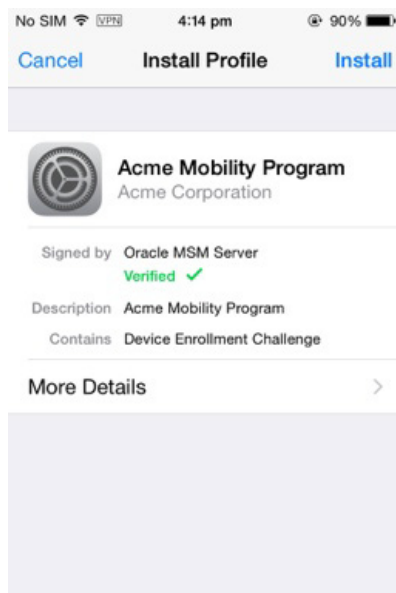 No SIM VPN 4:14 pm 90%
Cancel Install Profile Install
Acme Mobility Program
Acme Corporation
Signed by Oracle MSM Server
Verified ✓
Description Acme Mobility Program
Contains Device Enrollment Challenge
More Details